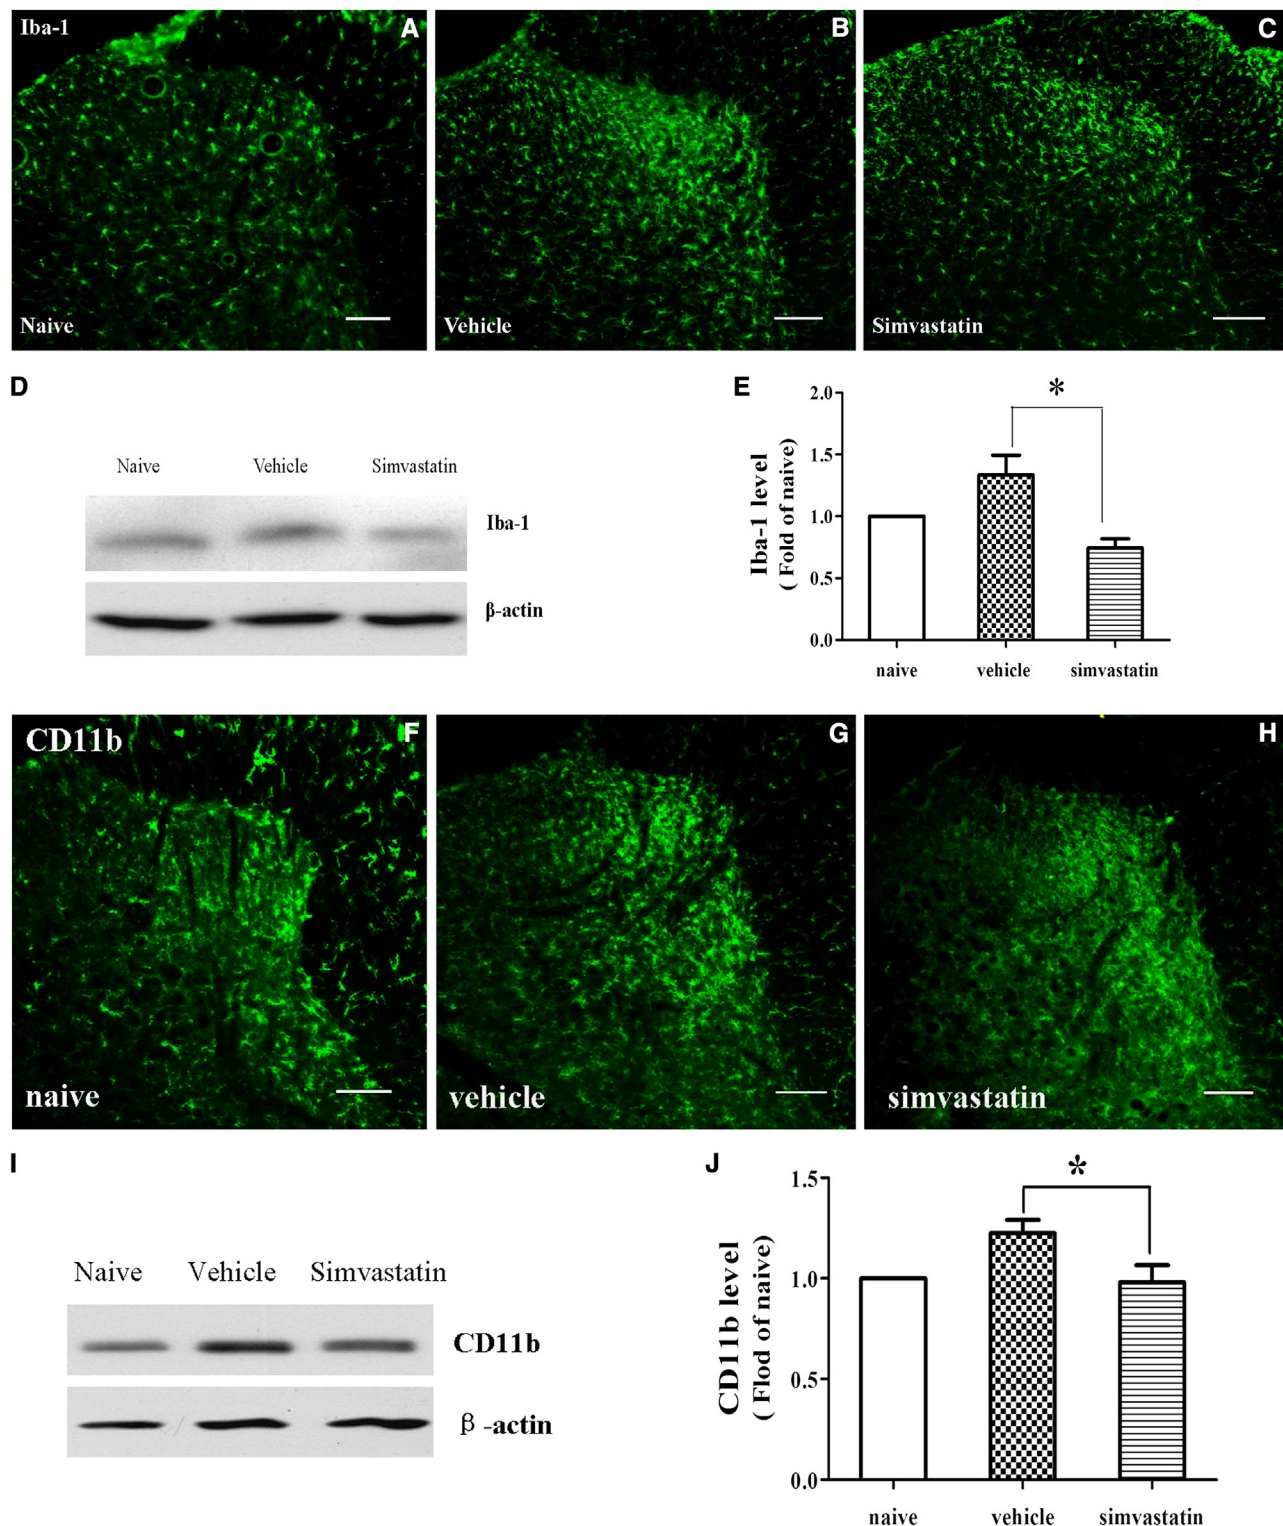 Iba-1
A
B
C
Naive
Vehicle
Simvastatin
D
Naive Vehicle Simvastatin
Iba-1
β-actin
E
*
2.0
1.5
1.0
0.5
0.0
Iba-1 level
( Fold of naive)
naive vehicle simvastatin
CD11b
F
G
H
naive
vehicle
simvastatin
I
Naive Vehicle Simvastatin
CD11b
β -actin
J
*
1.5
1.0
0.5
0.0
CD11b level
( Flod of naive)
naive vehicle simvastatin